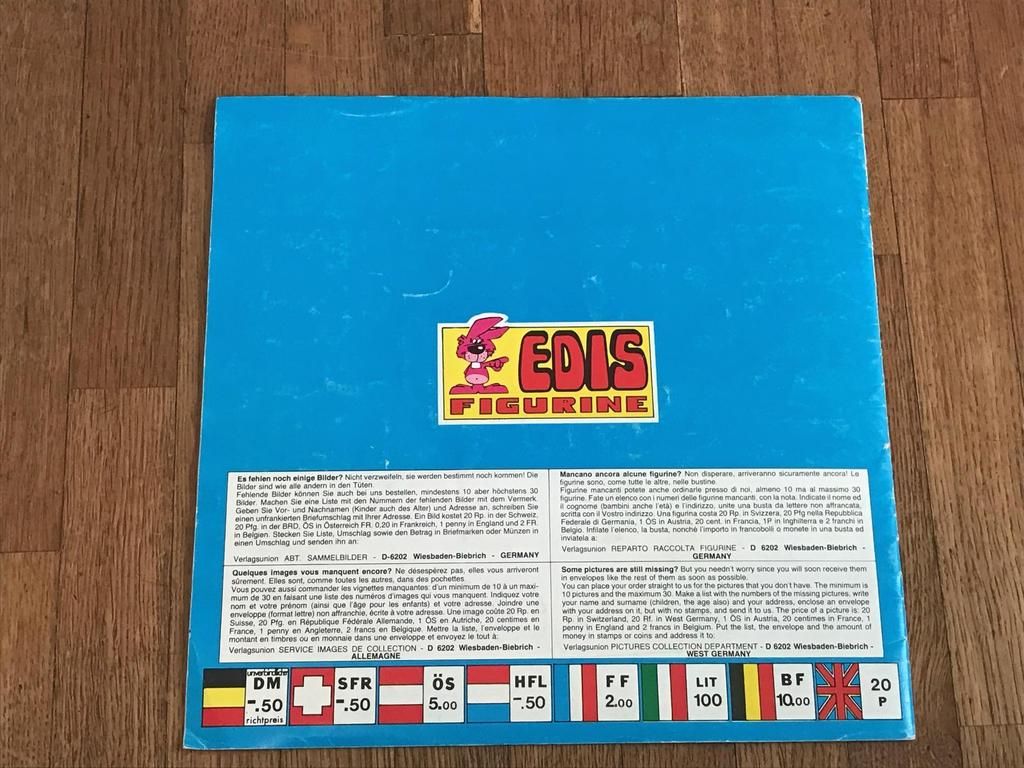 EDIS
FIGURINE
Es fehlen noch einige Bilder? Nicht verzweifeln, sie werden bestimmt noch kommen! Die
Bilder sind wie alle andern in den Tüten.
Fehlende Bilder können Sie auch bei uns bestellen, mindestens 10 aber höchstens 30
Bilder. Machen Sie eine Liste mit den Nummern der fehlenden Bilder mit dem Vermerk.
Geben Sie Vor- und Nachnamen (Kinder auch des Alter) und Adresse an, schreiben Sie
einen unfrankierten Briefumschlag mit Ihrer Adresse. Ein Bild kostet 20 Rp. in der Schweiz.
20 Pfg. in der BRD, ÖS in Österreich FR. 0,20 in Frankreich, 1 penny in England und 2 FR.
in Belgien. Stecken Sie Liste, Umschlag sowie den Betrag in Briefmarken oder Münzen in
einen Umschlag und senden ihn an:
Verlagsunion ABT. SAMMELBILDER - D-6202 Wiesbaden-Biebrich - GERMANY
Mancano ancora alcune figurine? Non disperare, arriveranno sicuramente ancora! Le
figurine sono, come tutte le altre, nelle bustine.
Figurine mancanti potete anche ordinarle presso di noi, almeno 10 ma al massimo 30
figurine. Fate un elenco con i numeri delle figurine mancanti, con la nota. Indicate il nome ed
il cognome (bambini anche l'età) e l'indirizzo, unite una busta da lettere non affrancata,
scritta con il Vostro indirizzo. Una figurina costa 20 Rp. in Svizzera, 20 Pfg nella Repubblica
Federale di Germania, 1 ÖS in Austria, 20 cent. in Francia, 1P in Inghilterra e 2 franchi in
Belgio. Infilate l'elenco, la busta, nonchè l'importo in francobolli o monete in una busta ed
inviatela a:
Verlagsunion REPARTO RACCOLTA FIGURINE - D 6202 Wiesbaden-Biebrich -
GERMANY
Quelques images vous manquent encore? Ne désespérez pas, elles vous arriveront
sûrement. Elles sont, comme toutes les autres, dans des pochettes.
Vous pouvez aussi commander les vignettes manquantes: d'un minimum de 10 à un maxi-
mum de 30 en faisant une liste des numéros d'images qui vous manquent. Indiquez votre
nom et votre prénom (ainsi que l'âge pour les enfants) et votre adresse. Joindre une
enveloppe (format lettre) non affranchie, écrite à votre adresse. Une image coûte 20 Rp. en
Suisse, 20 Pfg. en République Fédérale Allemande, 1 ÖS en Autriche, 20 centimes en
France, 1 penny en Angleterre, 2 francs en Belgique. Mettre la liste, l'enveloppe et le
montant en timbres ou en monnaie dans une enveloppe et envoyez le tout à:
Verlagsunion SERVICE IMAGES DE COLLECTION - D 6202 Wiesbaden-Biebrich -
ALLEMAGNE
Some pictures are still missing? But you needn't worry since you will soon receive them
in envelopes like the rest of them as soon as possible.
You can place your order straight to us for the pictures that you don't have. The minimum is
10 pictures and the maximum 30. Make a list with the numbers of the missing pictures, write
your name and surname (children, the age also) and your address, enclose an envelope
with your address on it, but with no stamps, and send it to us. The price of a picture is: 20
Rp. in Switzerland, 20 Rf. in West Germany, 1 ÖS in Austria, 20 centimes in France, 1
penny in England and 2 francs in Belgium. Put the list, the envelope and the amount of
money in stamps or coins and address it to:
Verlagsunion PICTURES COLLECTION DEPARTMENT - D 6202 Wiesbaden-Biebrich -
WEST GERMANY
unverbindliche
DM
-.50
richtpreis
SFR
-.50
ÖS
5.00
HFL
-.50
FF
2.00
LIT
100
BF
10.00
20
P